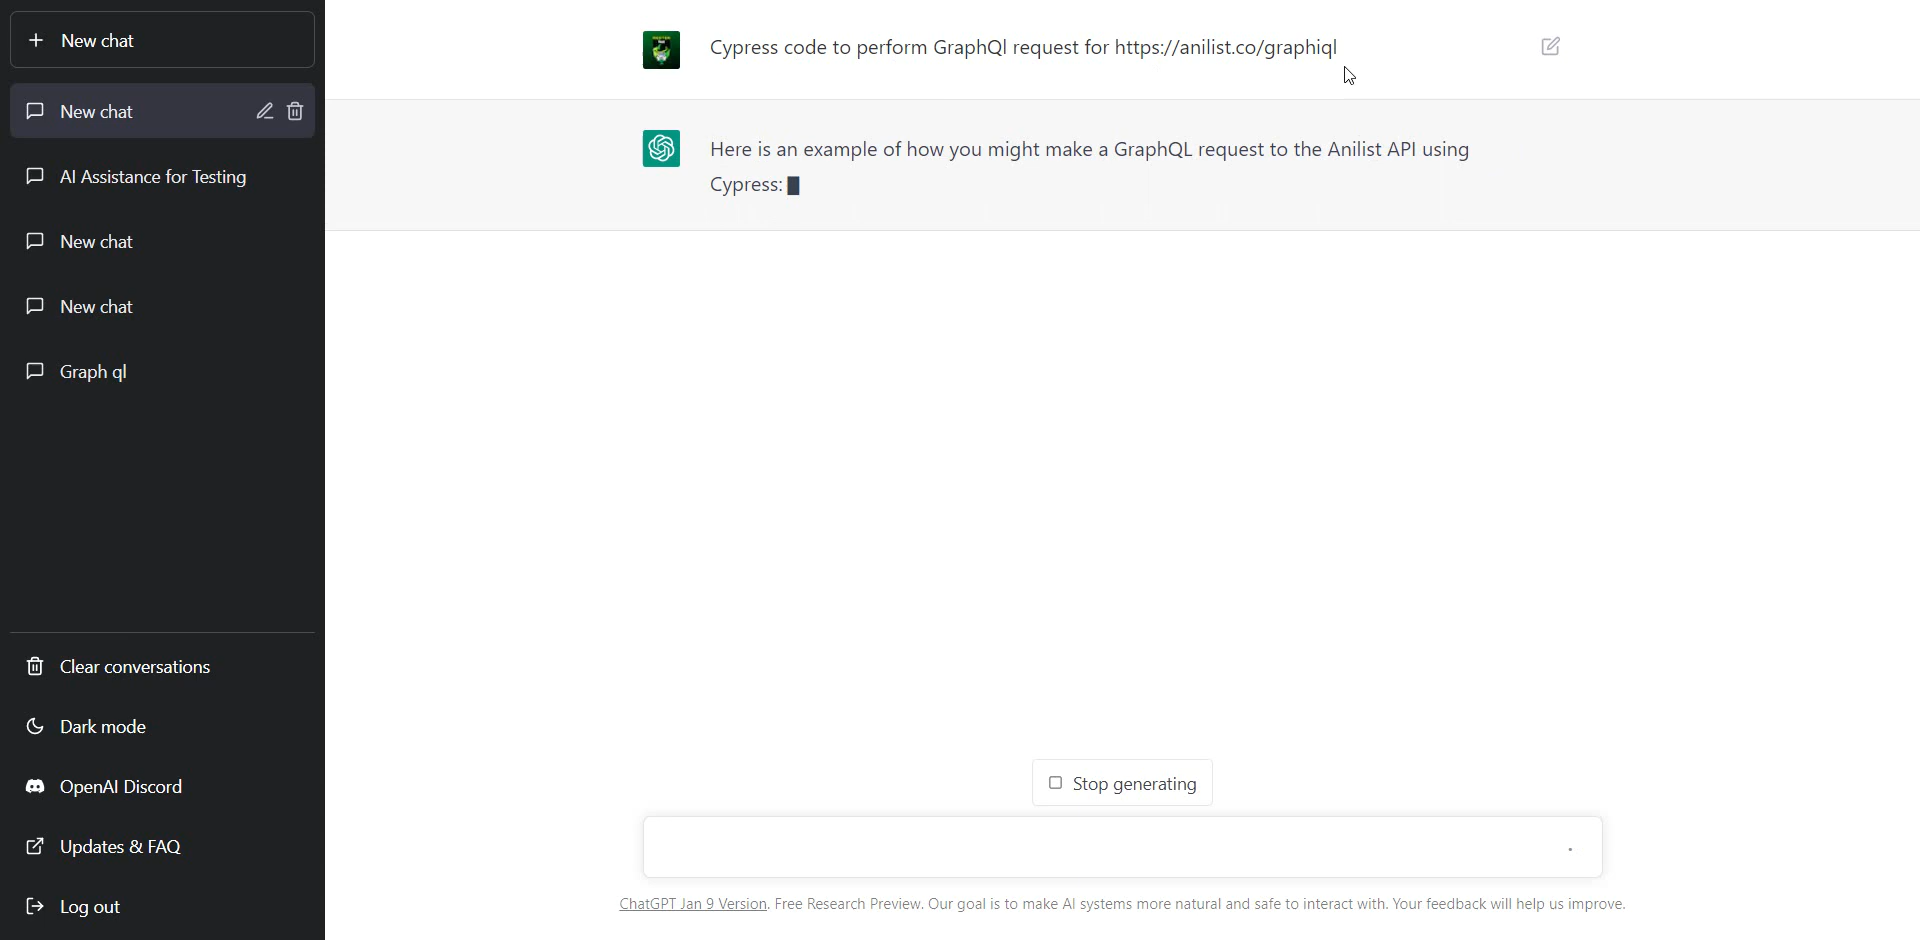 New chat
New chat
AI Assistance for Testing
New chat
New chat
Graph ql
Clear conversations
Dark mode
OpenAI Discord
Updates & FAQ
Log out
Cypress code to perform GraphQl request for https://anilist.co/graphiql
Here is an example of how you might make a GraphQL request to the Anilist API using
Cypress:
Stop generating
ChatGPT Jan 9 Version. Free Research Preview. Our goal is to make AI systems more natural and safe to interact with. Your feedback will help us improve.